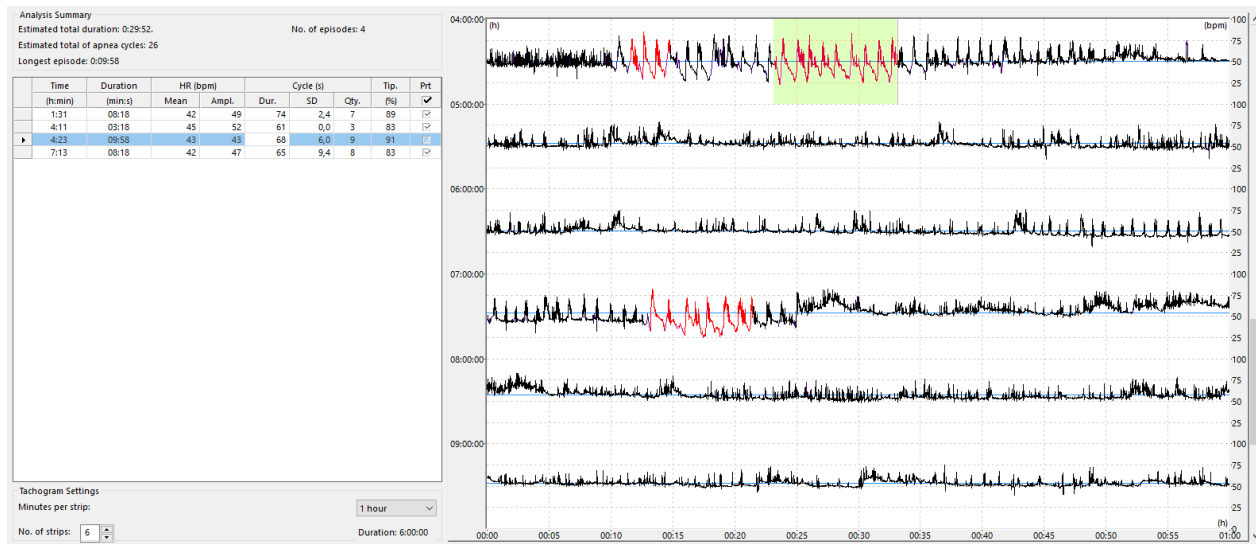 Analysis Summary
Estimated total duration: 0:29:52. No. of episodes: 4
Estimated total of apnea cycles: 26
Longest episode: 0:09:58
Time Duration HR (bpm) Cycle (s) Tip. Prt
(h:min) (min:s) Mean Ampl. Dur. SD Qty. (%)
1:31 08:18 42 49 74 2,4 7 89
4:11 03:18 45 52 61 0,0 3 83
4:23 09:58 43 43 68 6,0 9 91
7:13 08:18 42 47 65 9,4 8 83
Tachogram Settings
Minutes per strip: 1 hour
No. of strips: 6 Duration: 6:00:00
04:00:00 (h) (bpm) 100
75
50
25
05:00:00 100
75
50
25
06:00:00 100
75
50
25
07:00:00 100
75
50
25
08:00:00 100
75
50
25
09:00:00 100
75
50
25
(h) 0
00:00 00:05 00:10 00:15 00:20 00:25 00:30 00:35 00:40 00:45 00:50 00:55 01:00